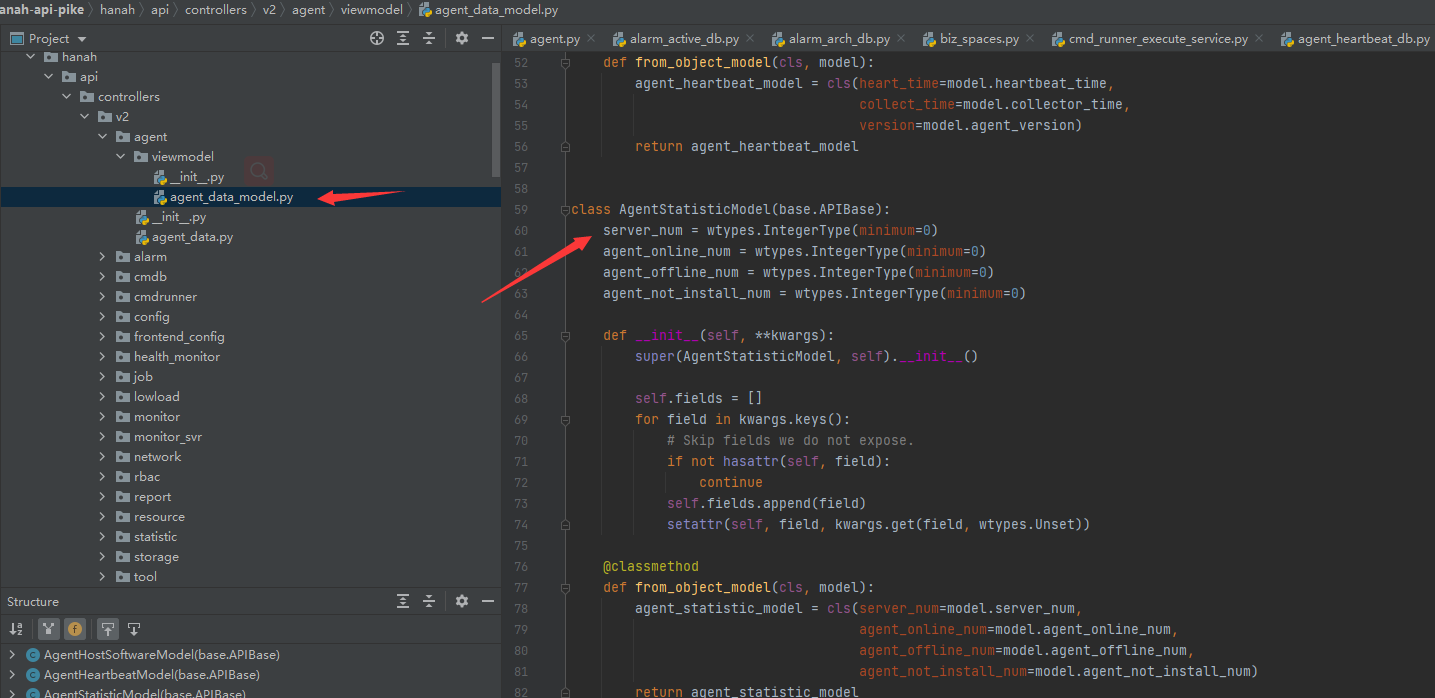 anah-api-pike hanah api controllers v2 agent viewmodel agent_data_model.py
Project
agent.py alarm_active_db.py alarm_arch_db.py biz_spaces.py cmd_runner_execute_service.py agent_heartbeat_db.py
hanah
api
controllers
v2
agent
viewmodel
__init__.py
agent_data_model.py
__init__.py
agent_data.py
alarm
cmdb
cmdrunner
config
frontend_config
health_monitor
job
lowload
monitor
monitor_svr
network
rbac
report
resource
statistic
storage
tool
Structure
AgentHostSoftwareModel(base.APIBase)
AgentHeartbeatModel(base.APIBase)
AgentStatisticModel(base.APIBase)
52 def from_object_model(cls, model):
53 agent_heartbeat_model = cls(heart_time=model.heartbeat_time,
54 collect_time=model.collector_time,
55 version=model.agent_version)
56 return agent_heartbeat_model
57
58
59 class AgentStatisticModel(base.APIBase):
60 server_num = wtypes.IntegerType(minimum=0)
61 agent_online_num = wtypes.IntegerType(minimum=0)
62 agent_offline_num = wtypes.IntegerType(minimum=0)
63 agent_not_install_num = wtypes.IntegerType(minimum=0)
64
65 def __init__(self, **kwargs):
66 super(AgentStatisticModel, self).__init__()
67
68 self.fields = []
69 for field in kwargs.keys():
70 # Skip fields we do not expose.
71 if not hasattr(self, field):
72 continue
73 self.fields.append(field)
74 setattr(self, field, kwargs.get(field, wtypes.Unset))
75
76 @classmethod
77 def from_object_model(cls, model):
78 agent_statistic_model = cls(server_num=model.server_num,
79 agent_online_num=model.agent_online_num,
80 agent_offline_num=model.agent_offline_num,
81 agent_not_install_num=model.agent_not_install_num)
82 return agent_statistic_model